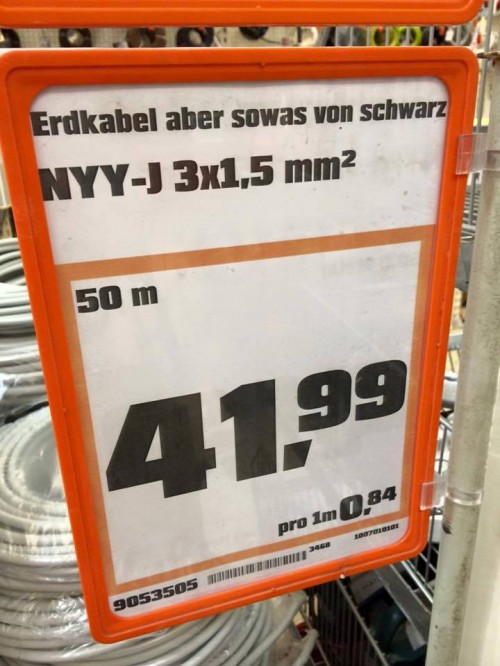 Erdkabel aber sowas von schwarz
NYY-J 3x1,5 mm²
50 m
41,99
pro 1m 0,84
9053505 3468 1007010101